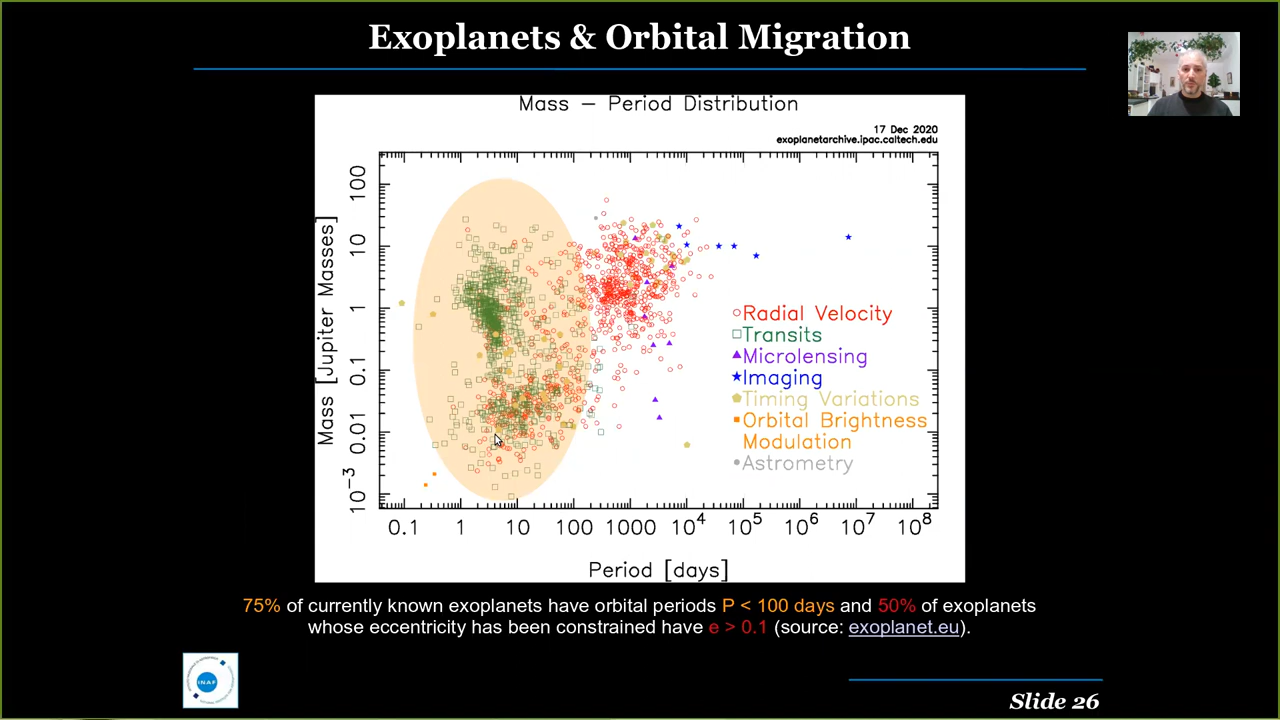 Exoplanets & Orbital Migration
Mass – Period Distribution
17 Dec 2020
exoplanetarchive.ipac.caltech.edu
Mass [Jupiter Masses]
100
10
1
0.1
0.01
10⁻³
Radial Velocity
Transits
Microlensing
Imaging
Timing Variations
Orbital Brightness
Modulation
Astrometry
0.1 1 10 100 1000 10⁴ 10⁵ 10⁶ 10⁷ 10⁸
Period [days]
75% of currently known exoplanets have orbital periods P < 100 days and 50% of exoplanets
whose eccentricity has been constrained have e > 0.1 (source: exoplanet.eu).
INAF
Slide 26